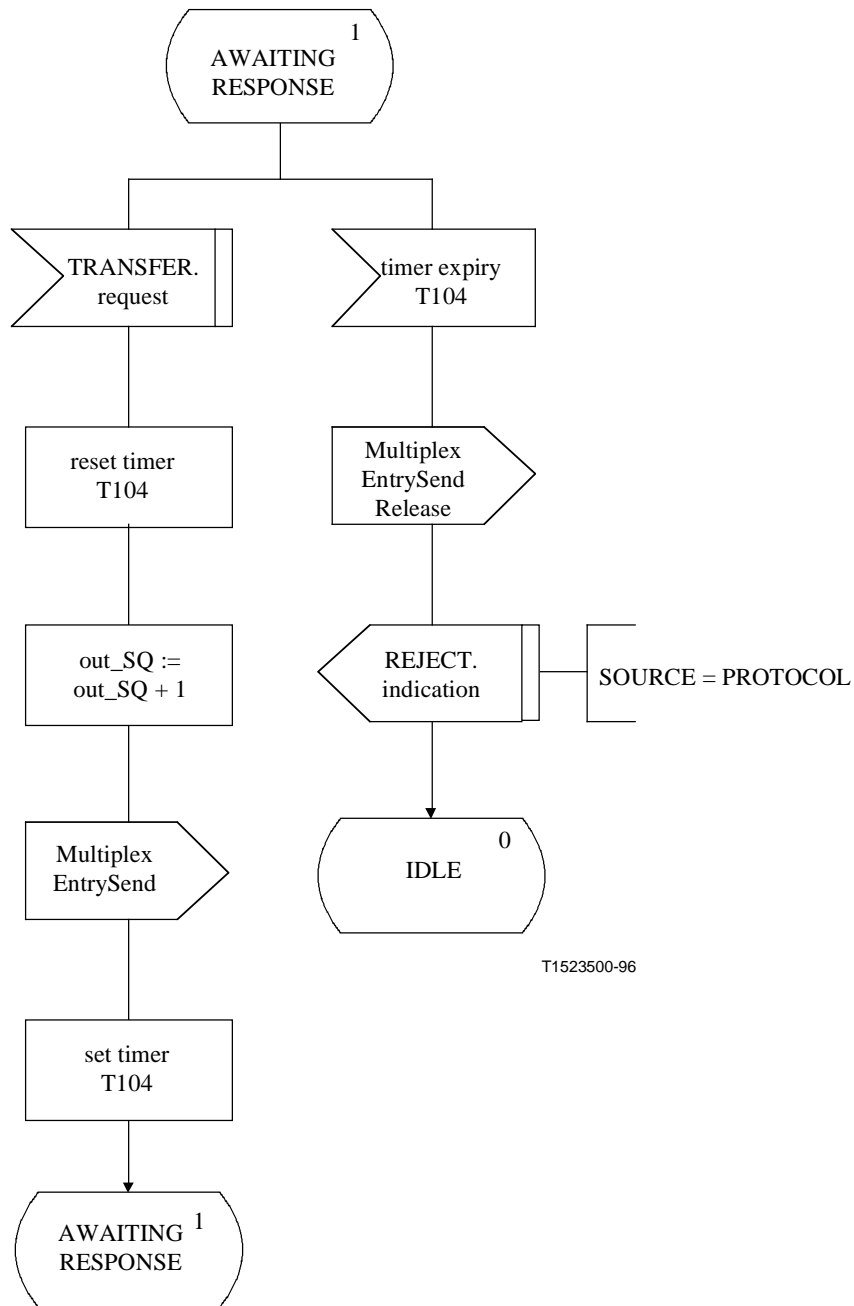 1
AWAITING
RESPONSE
TRANSFER.
request
timer expiry
T104
reset timer
T104
Multiplex
EntrySend
Release
out_SQ :=
out_SQ + 1
REJECT.
indication
SOURCE = PROTOCOL
Multiplex
EntrySend
0
IDLE
T1523500-96
set timer
T104
AWAITING 1
RESPONSE